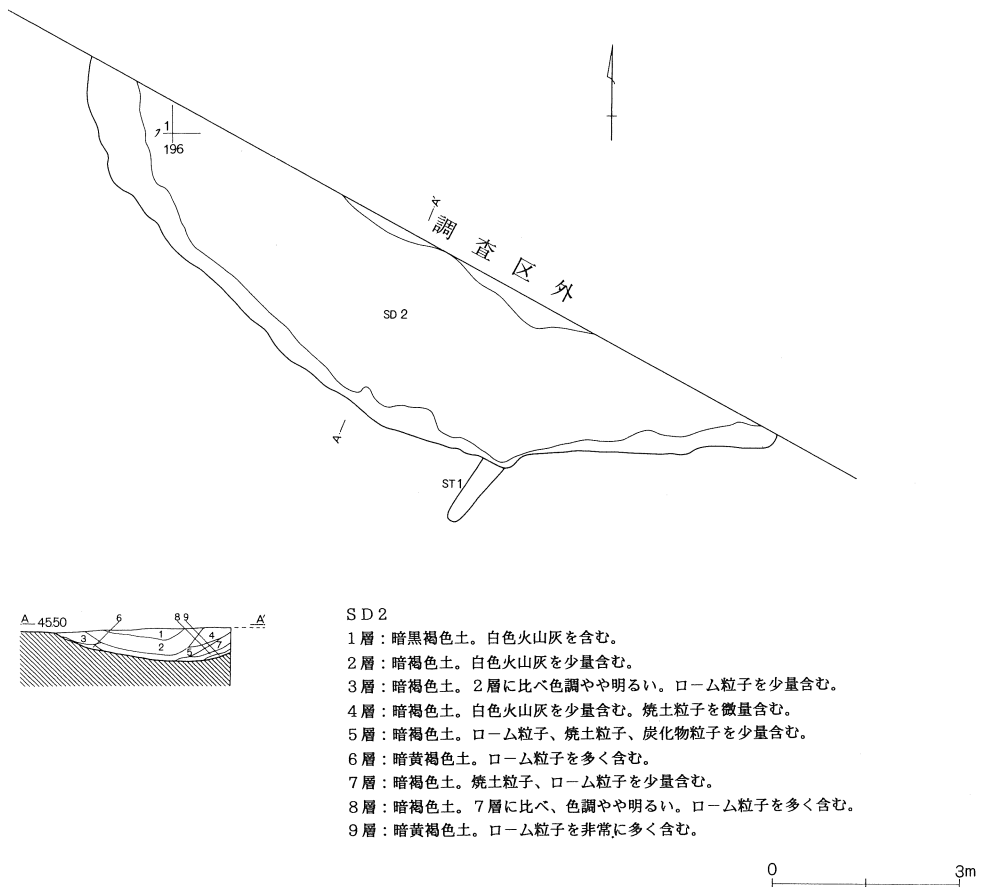 ｱ 1
196
A′
調査区外
SD2
A
ST1
A 45.50 6 8 9 A′
1
3 2 4
5 7
SD2
1層：暗黒褐色土。白色火山灰を含む。
2層：暗褐色土。白色火山灰を少量含む。
3層：暗褐色土。2層に比べ色調やや明るい。ローム粒子を少量含む。
4層：暗褐色土。白色火山灰を少量含む。焼土粒子を微量含む。
5層：暗褐色土。ローム粒子、焼土粒子、炭化物粒子を少量含む。
6層：暗黄褐色土。ローム粒子を多く含む。
7層：暗褐色土。焼土粒子、ローム粒子を少量含む。
8層：暗褐色土。7層に比べ、色調やや明るい。ローム粒子を多く含む。
9層：暗黄褐色土。ローム粒子を非常に多く含む。
0 3m